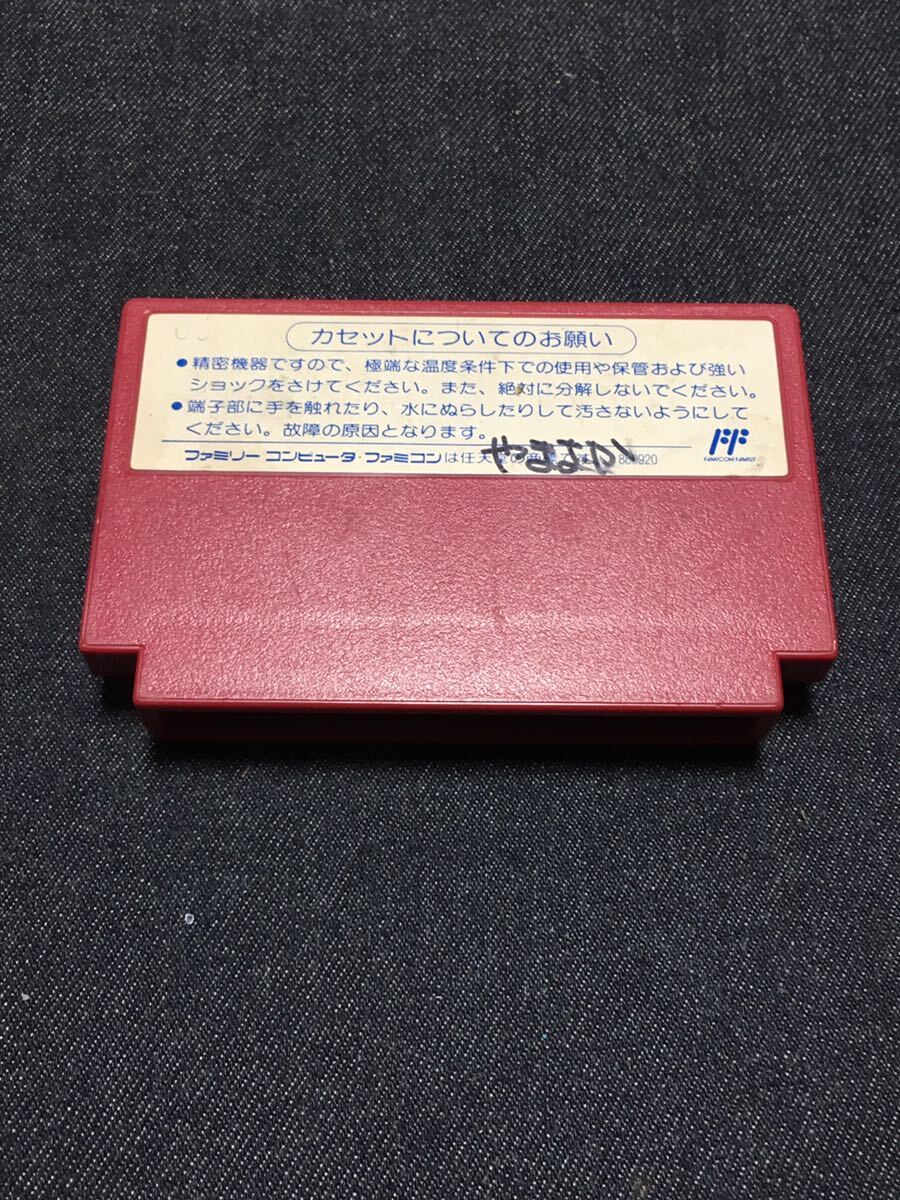 カセットについてのお願い
●精密機器ですので、極端な温度条件下での使用や保管および強い
ショックをさけてください。また、絶対に分解しないでください。
●端子部に手を触れたり、水にぬらしたりして汚さないようにして
ください。故障の原因となります。
FF
FAMICOM FAMILY
ファミリーコンピュータ・ファミコンは任天堂の商標です。 880920